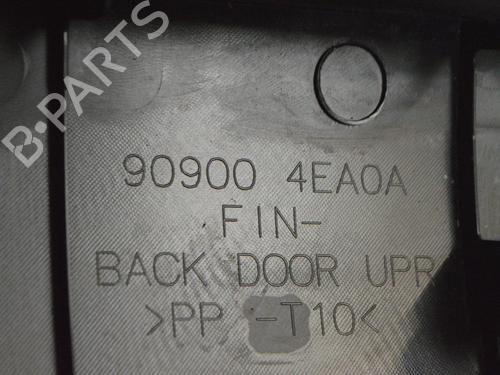 B-PARTS
90900 4EA0A
FIN-
BACK DOOR UPR
>PP -T10<